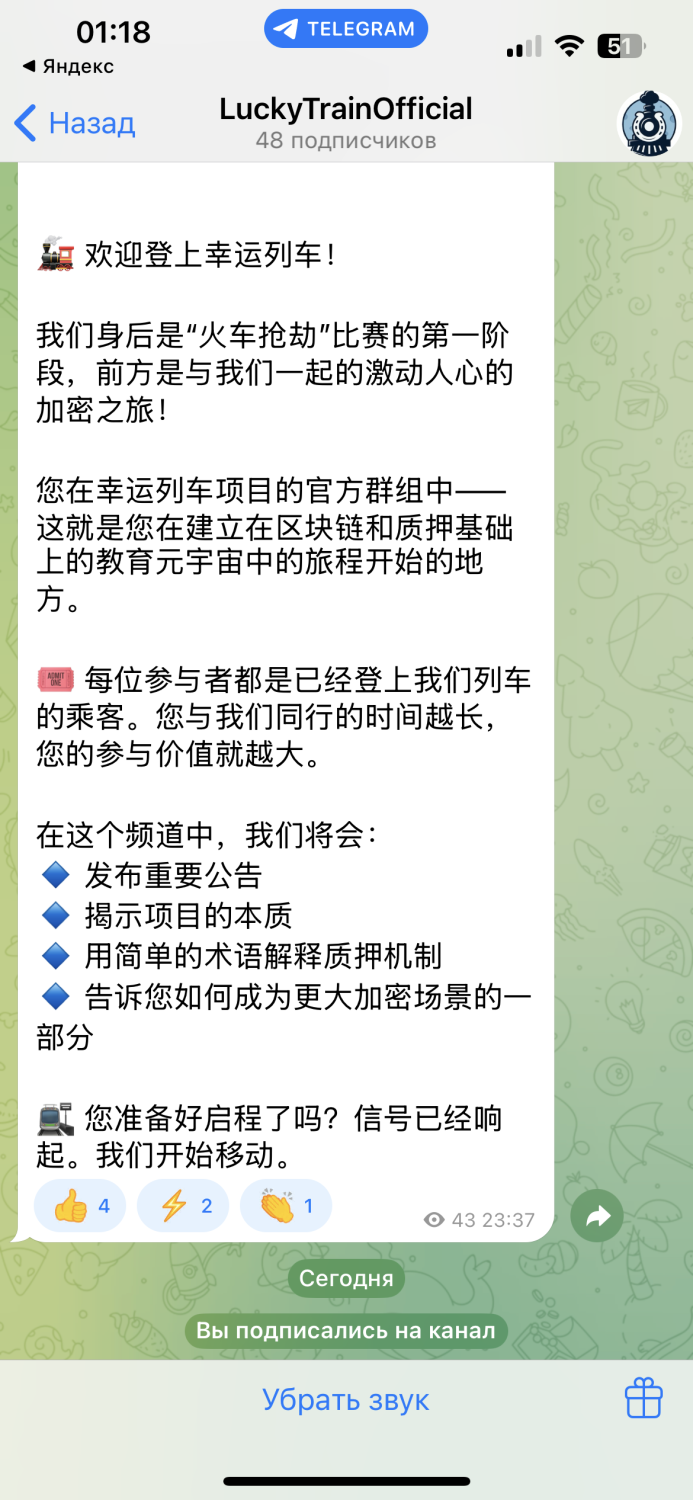 01:18
TELEGRAM
51
◀ Яндекс
Назад
LuckyTrainOfficial
48 подписчиков
🚂 欢迎登上幸运列车！
我们身后是“火车抢劫”比赛的第一阶
段，前方是与我们一起的激动人心的
加密之旅！
您在幸运列车项目的官方群组中——
这就是您在建立在区块链和质押基础
上的教育元宇宙中的旅程开始的地
方。
🎟 每位参与者都是已经登上我们列车
的乘客。您与我们同行的时间越长，
您的参与价值就越大。
在这个频道中，我们将会：
🔷 发布重要公告
🔷 揭示项目的本质
🔷 用简单的术语解释质押机制
🔷 告诉您如何成为更大加密场景的一
部分
🚉 您准备好启程了吗？信号已经响
起。我们开始移动。
👍 4 ⚡ 2 👏 1
43 23:37
Сегодня
Вы подписались на канал
Убрать звук